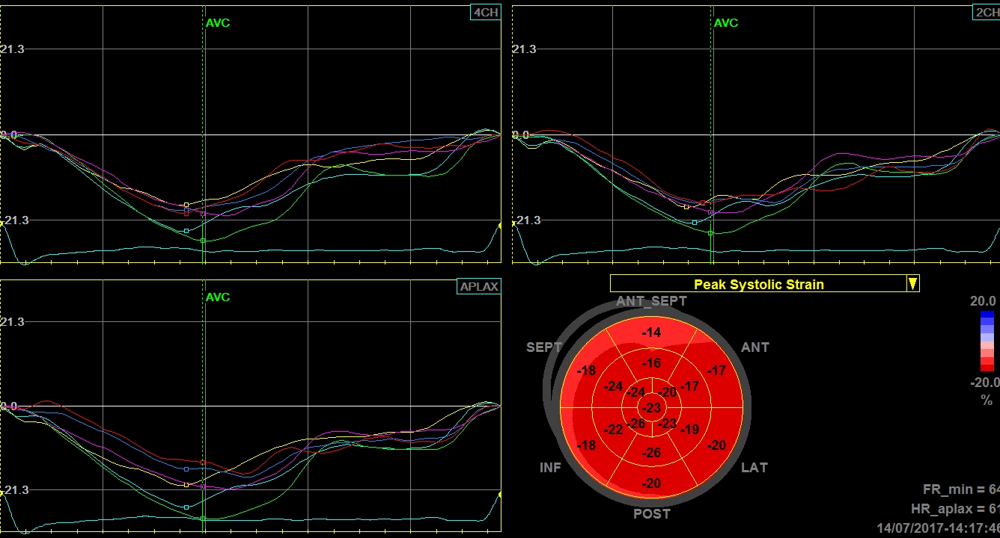 4CH
AVC
21.3
0.0
-21.3
2CH
AVC
21.3
0.0
-21.3
APLAX
AVC
21.3
0.0
-21.3
Peak Systolic Strain
ANT_SEPT
SEPT
ANT
-14
-18
-16
-17
-24
-24
-20
-17
-23
-22
-26
-23
-19
-18
-26
-20
-20
INF
LAT
POST
20.0
-20.0
%
FR_min = 64
HR_aplax = 61
14/07/2017-14:17:46